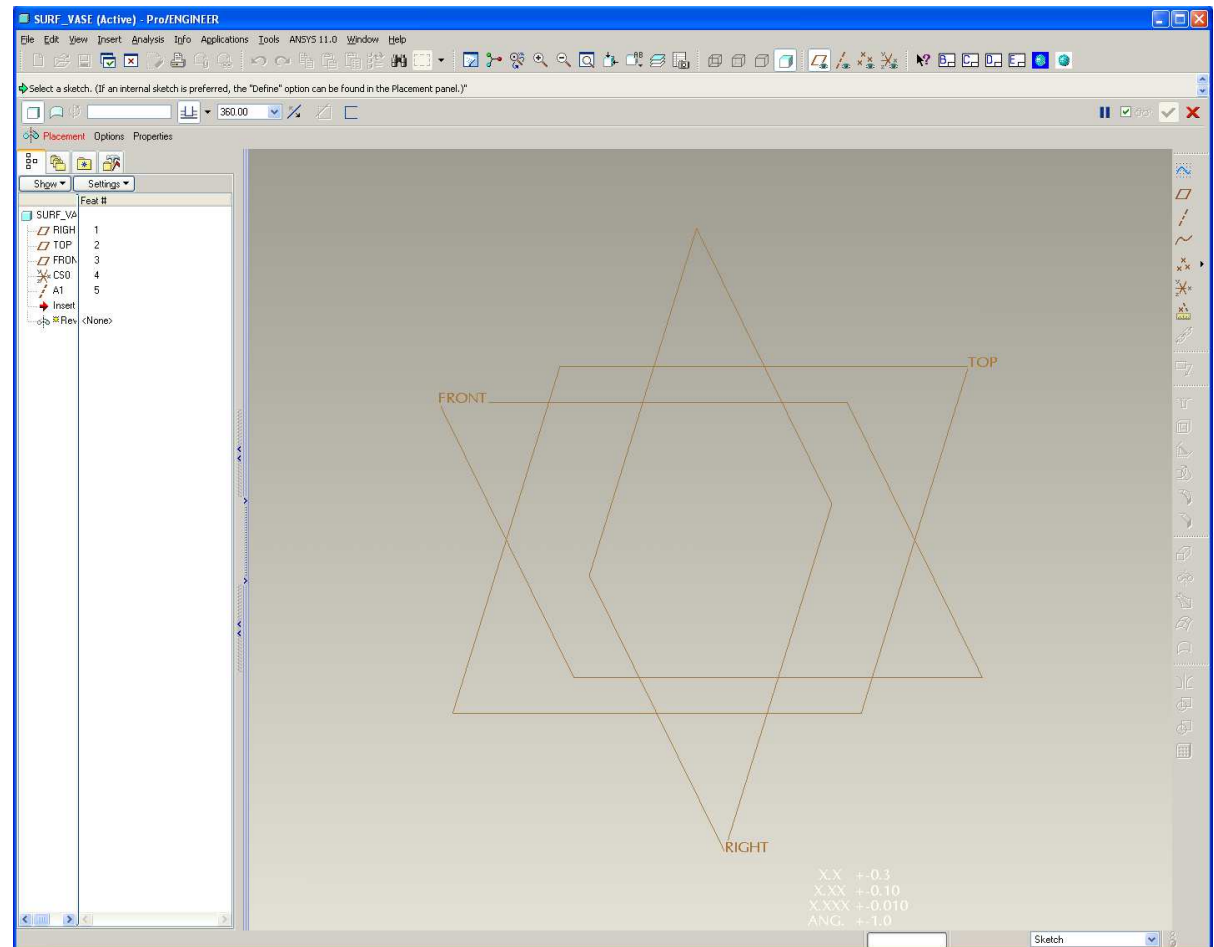 SURF_VASE (Active) - Pro/ENGINEER
File Edit View Insert Analysis Info Applications Tools ANSYS 11.0 Window Help
Select a sketch. (If an internal sketch is preferred, the "Define" option can be found in the Placement panel.)"
360.00
Placement Options Properties
Show Settings
Feat #
SURF_VA
RIGH 1
TOP 2
FRON 3
CS0 4
A1 5
Insert
Rev <None>
TOP
FRONT
RIGHT
X.X +-0.3
X.XX +-0.10
X.XXX +-0.010
ANG. +-1.0
Sketch